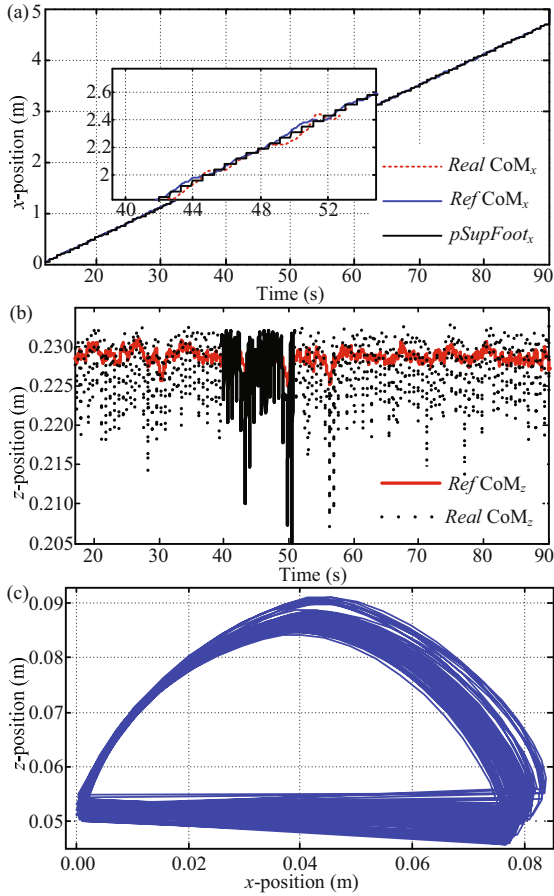 (a)
x-position (m)
5
4
3
2
1
0
2.6
2.4
2.2
2
40 44 48 52
Real CoMx
Ref CoMx
pSupFootx
20 30 40 50 60 70 80 90
Time (s)
(b)
z-position (m)
0.230
0.225
0.220
0.215
0.210
0.205
Ref CoMz
Real CoMz
20 30 40 50 60 70 80 90
Time (s)
(c)
z-position (m)
0.09
0.08
0.07
0.06
0.05
0.00 0.02 0.04 0.06 0.08
x-position (m)